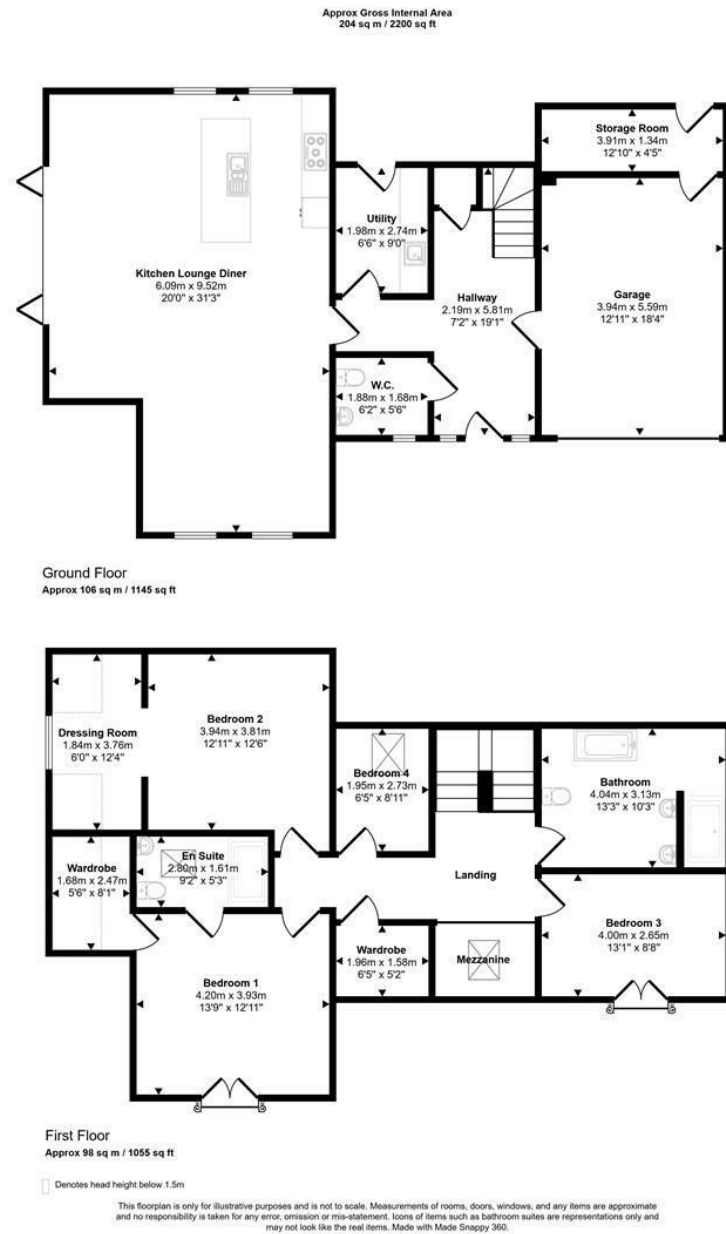 Approx Gross Internal Area
204 sq m / 2200 sq ft
Storage Room
3.91m x 1.34m
12'10" x 4'5"
Utility
1.98m x 2.74m
6'6" x 9'0"
Kitchen Lounge Diner
6.09m x 9.52m
20'0" x 31'3"
Hallway
2.19m x 5.81m
7'2" x 19'1"
Garage
3.94m x 5.59m
12'11" x 18'4"
W.C.
1.88m x 1.68m
6'2" x 5'6"
Ground Floor
Approx 106 sq m / 1145 sq ft
Dressing Room
1.84m x 3.76m
6'0" x 12'4"
Bedroom 2
3.94m x 3.81m
12'11" x 12'6"
Bedroom 4
1.95m x 2.73m
6'5" x 8'11"
Bathroom
4.04m x 3.13m
13'3" x 10'3"
Wardrobe
1.68m x 2.47m
5'6" x 8'1"
En Suite
2.80m x 1.61m
9'2" x 5'3"
Landing
Bedroom 1
4.20m x 3.93m
13'9" x 12'11"
Wardrobe
1.96m x 1.58m
6'5" x 5'2"
Mezzanine
Bedroom 3
4.00m x 2.65m
13'1" x 8'8"
First Floor
Approx 98 sq m / 1055 sq ft
Denotes head height below 1.5m
This floorplan is only for illustrative purposes and is not to scale. Measurements of rooms, doors, windows, and any items are approximate
and no responsibility is taken for any error, omission or mis-statement. Icons of items such as bathroom suites are representations only and
may not look like the real items. Made with Made Snappy 360.